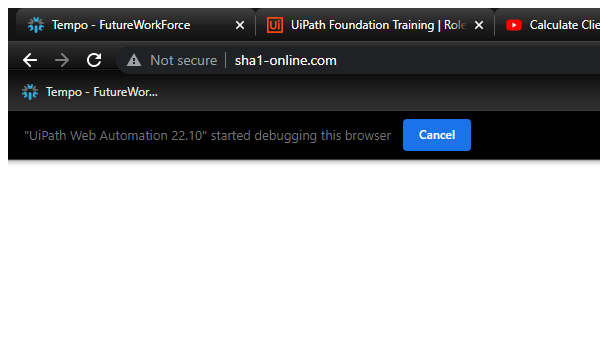 Tempo - FutureWorkForce
UiPath Foundation Training | Role
Calculate Clie
Not secure
sha1-online.com
Tempo - FutureWor...
"UiPath Web Automation 22.10" started debugging this browser
Cancel